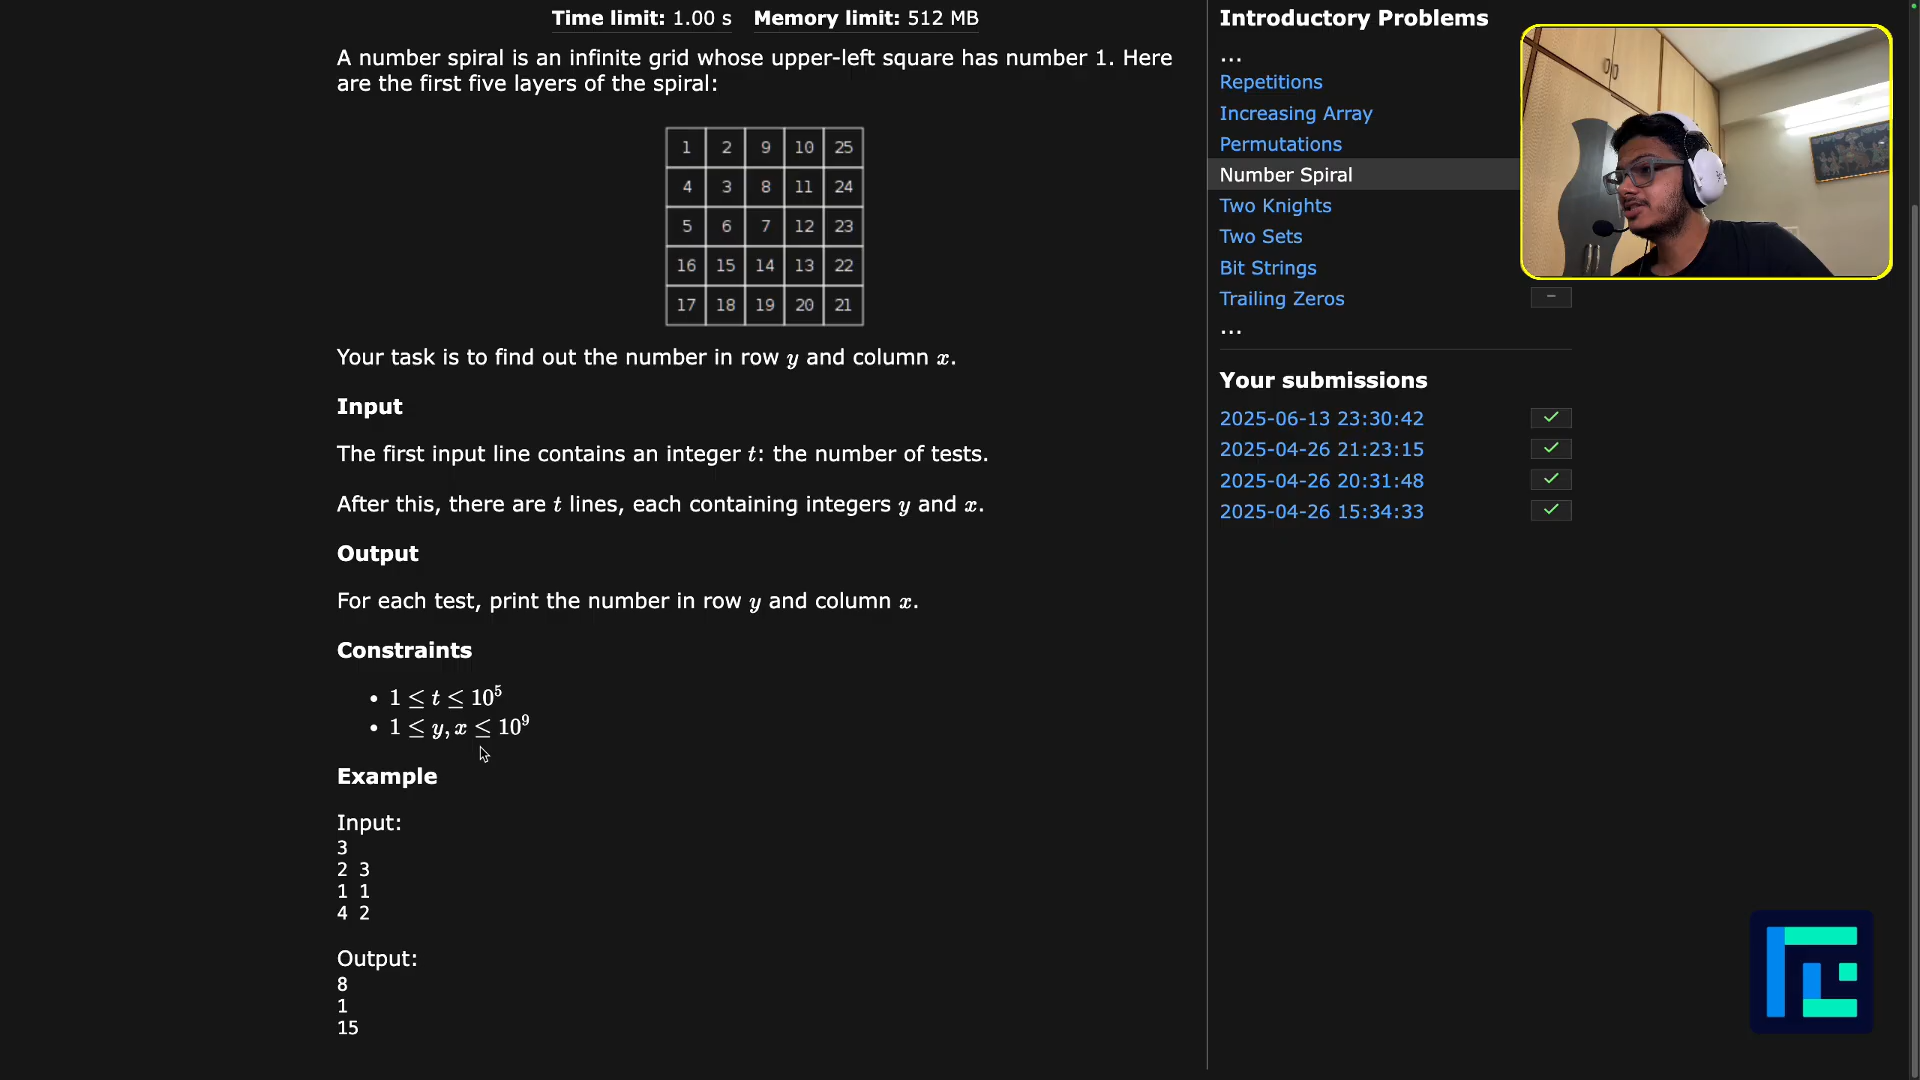 Time limit: 1.00 s Memory limit: 512 MB
A number spiral is an infinite grid whose upper-left square has number 1. Here
are the first five layers of the spiral:
1 2 9 10 25
4 3 8 11 24
5 6 7 12 23
16 15 14 13 22
17 18 19 20 21
Your task is to find out the number in row y and column x.
Input
The first input line contains an integer t: the number of tests.
After this, there are t lines, each containing integers y and x.
Output
For each test, print the number in row y and column x.
Constraints
• 1 ≤ t ≤ 10⁵
• 1 ≤ y, x ≤ 10⁹
Example
Input:
3
2 3
1 1
4 2
Output:
8
1
15
Introductory Problems
...
Repetitions
Increasing Array
Permutations
Number Spiral
Two Knights
Two Sets
Bit Strings
Trailing Zeros –
...
Your submissions
2025-06-13 23:30:42 ✓
2025-04-26 21:23:15 ✓
2025-04-26 20:31:48 ✓
2025-04-26 15:34:33 ✓